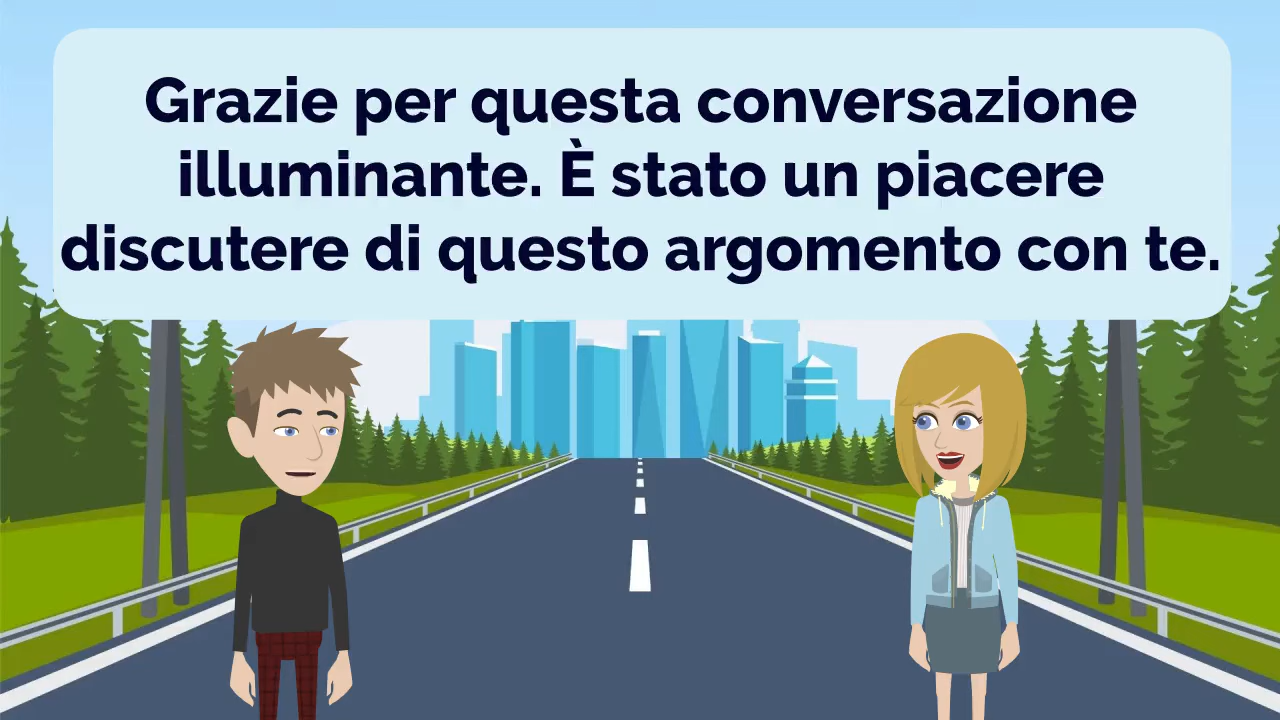 Grazie per questa conversazione
illuminante. È stato un piacere
discutere di questo argomento con te.